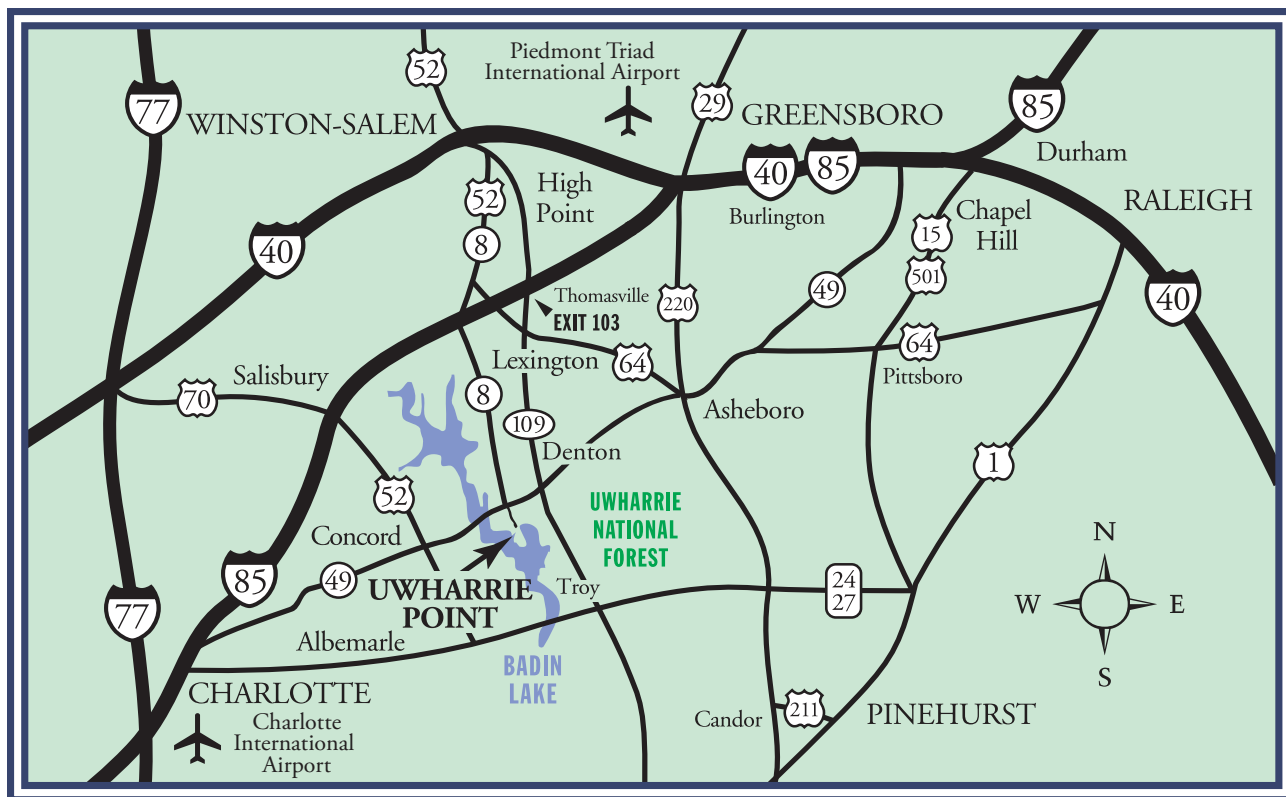 52
Piedmont Triad
International Airport
77
29
GREENSBORO
85
WINSTON-SALEM
Durham
40
85
High
Point
52
Burlington
Chapel
Hill
RALEIGH
15
8
40
501
49
40
Thomasville
EXIT 103
220
64
Lexington
64
Pittsboro
Salisbury
70
8
Asheboro
109
Denton
1
52
UWHARRIE
NATIONAL
FOREST
Concord
N
85
49
UWHARRIE
POINT
Troy
24
27
W
E
77
Albemarle
S
BADIN
LAKE
CHARLOTTE
Charlotte
International
Airport
Candor
211
PINEHURST